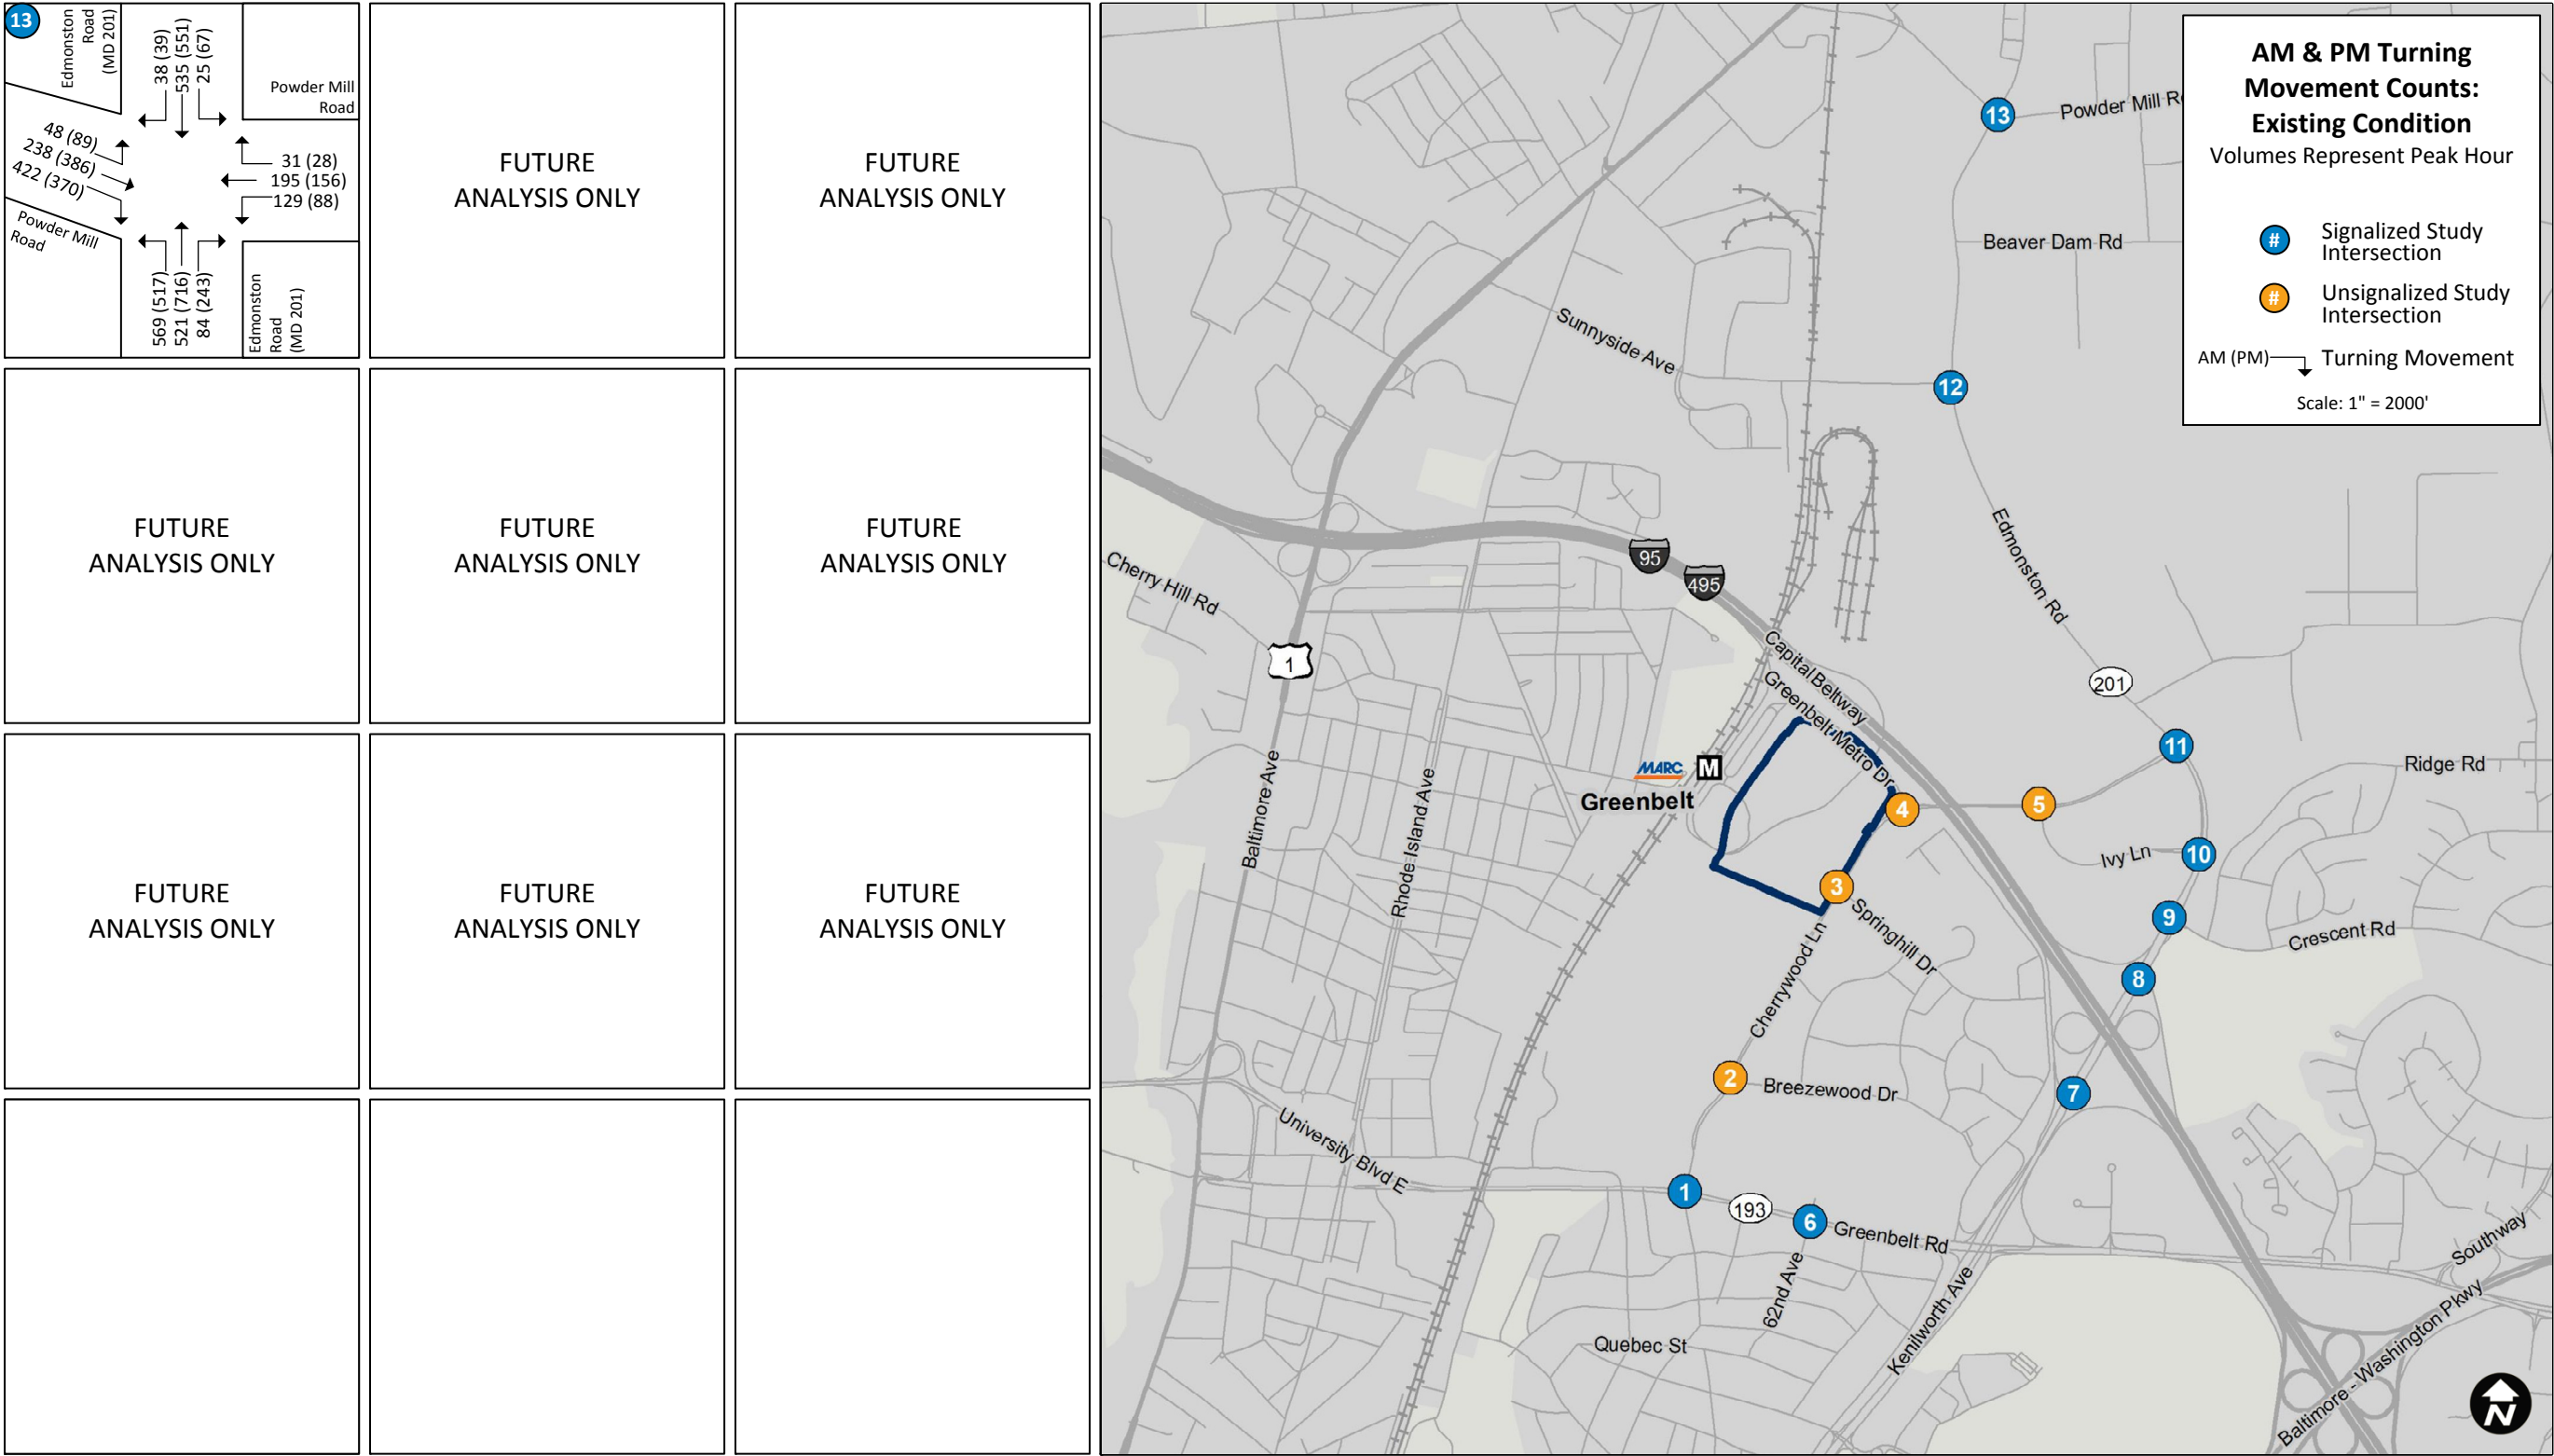 13
Edmonston
Road
(MD 201)
38 (39)
535 (551)
25 (67)
Powder Mill
Road
48 (89)
238 (386)
422 (370)
31 (28)
195 (156)
129 (88)
Powder Mill
Road
569 (517)
521 (716)
84 (243)
Edmonston
Road
(MD 201)
FUTURE
ANALYSIS ONLY
FUTURE
ANALYSIS ONLY
FUTURE
ANALYSIS ONLY
FUTURE
ANALYSIS ONLY
FUTURE
ANALYSIS ONLY
FUTURE
ANALYSIS ONLY
FUTURE
ANALYSIS ONLY
FUTURE
ANALYSIS ONLY
AM & PM Turning
Movement Counts:
Existing Condition
Volumes Represent Peak Hour
# Signalized Study
Intersection
# Unsignalized Study
Intersection
AM (PM) Turning Movement
Scale: 1" = 2000'
13
Powder Mill R
Beaver Dam Rd
Sunnyside Ave
12
Edmonston Rd
95
495
Cherry Hill Rd
1
Capital Beltway
Greenbelt Metro Dr
201
11
Ridge Rd
MARC M
Greenbelt
4
5
Baltimore Ave
Rhode Island Ave
Ivy Ln
10
3
Springhill Dr
9
Crescent Rd
Cherrywood Ln
8
2
Breezewood Dr
7
University Blvd E
1
193
6
Greenbelt Rd
62nd Ave
Kenilworth Ave
Southway
Quebec St
Baltimore - Washington Pkwy
N